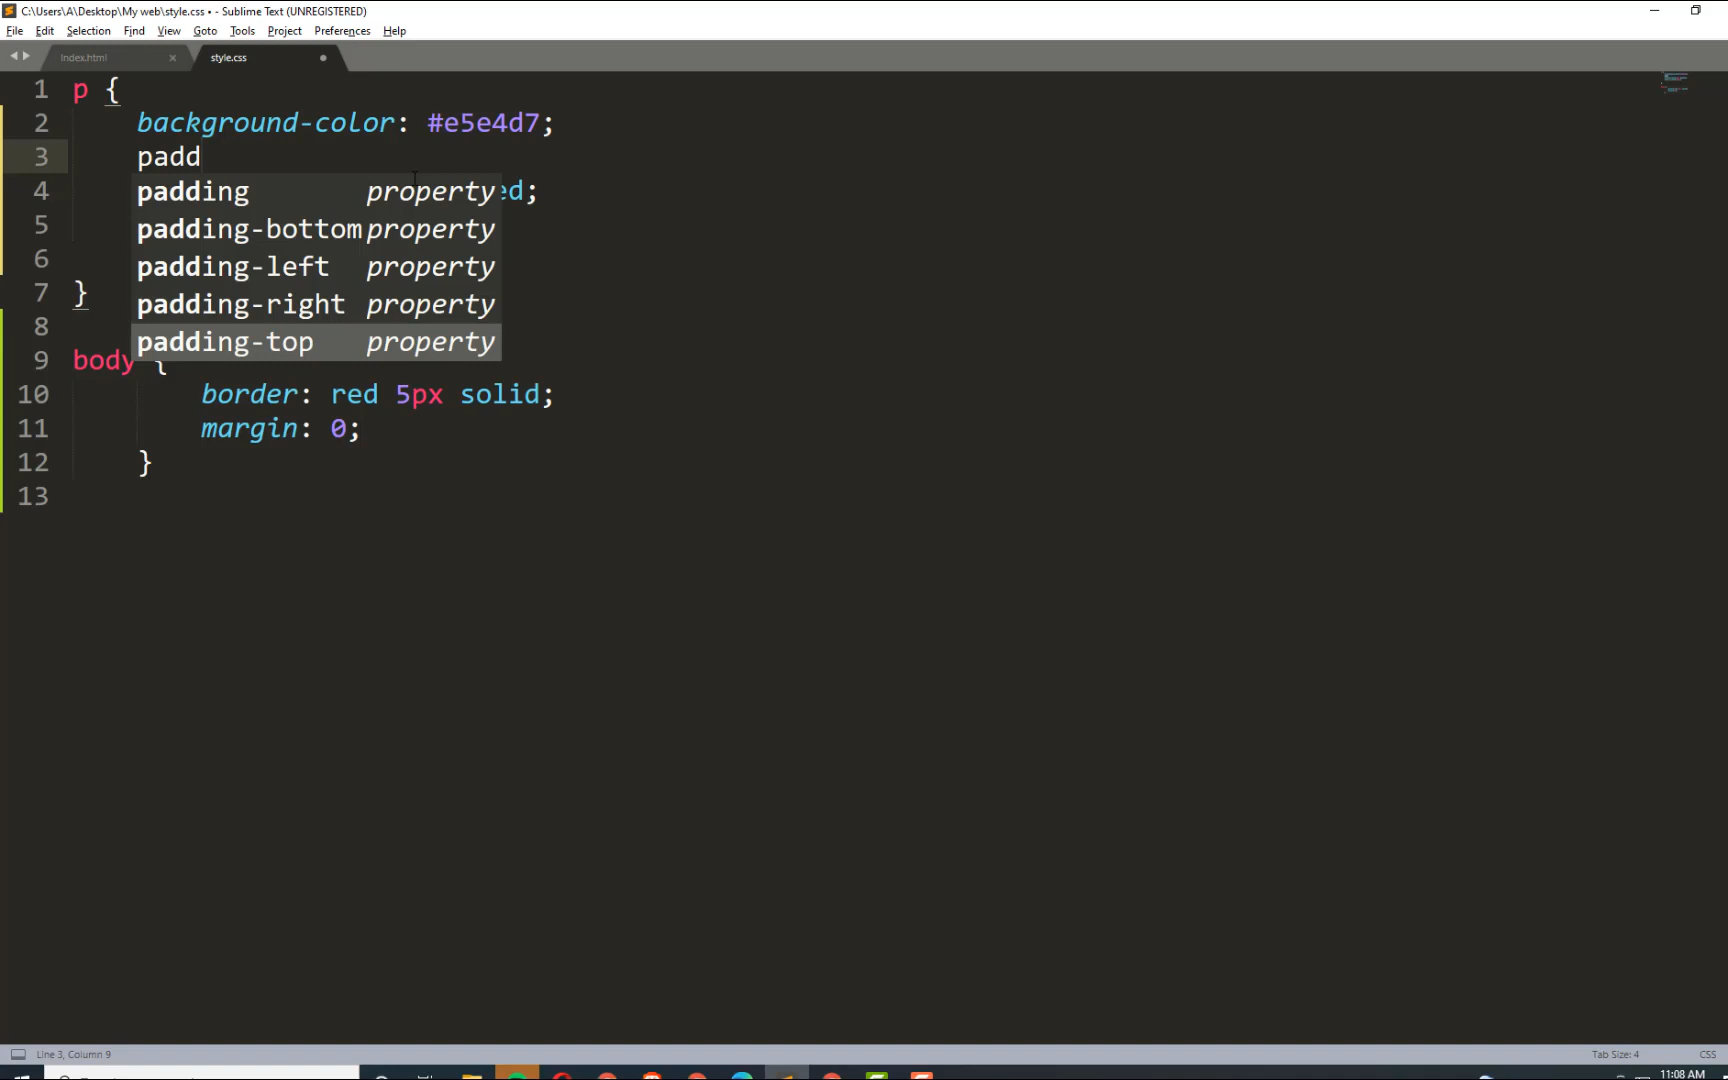 C:\Users\A\Desktop\My web\style.css • - Sublime Text (UNREGISTERED)
File Edit Selection Find View Goto Tools Project Preferences Help
Index.html × style.css
1 p {
2 background-color: #e5e4d7;
3 padd
padding property
4 ed;
padding-bottom property
5
padding-left property
6
padding-right property
7 }
8
padding-top property
9 body {
10 border: red 5px solid;
11 margin: 0;
12 }
13
Line 3, Column 9 Tab Size: 4 CSS
11:08 AM